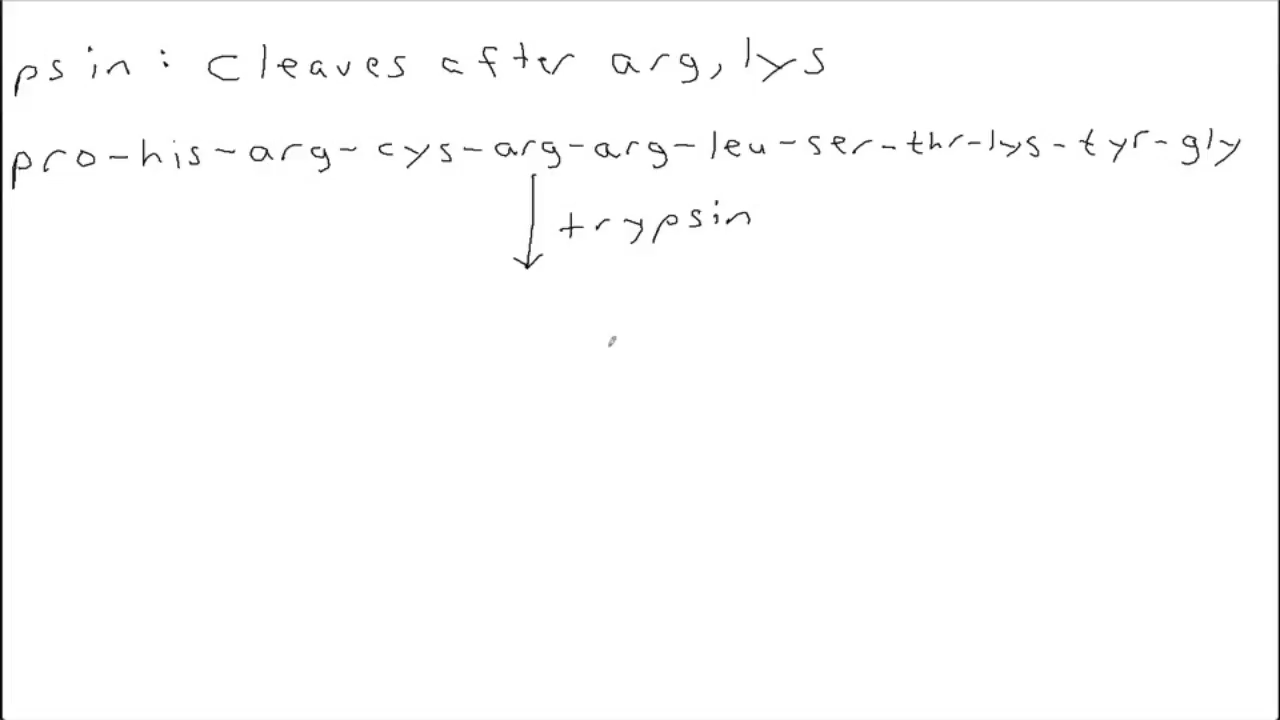 psin: cleaves after arg, lys
pro-his-arg-cys-arg-arg-leu-ser-thr-lys-tyr-gly
trypsin